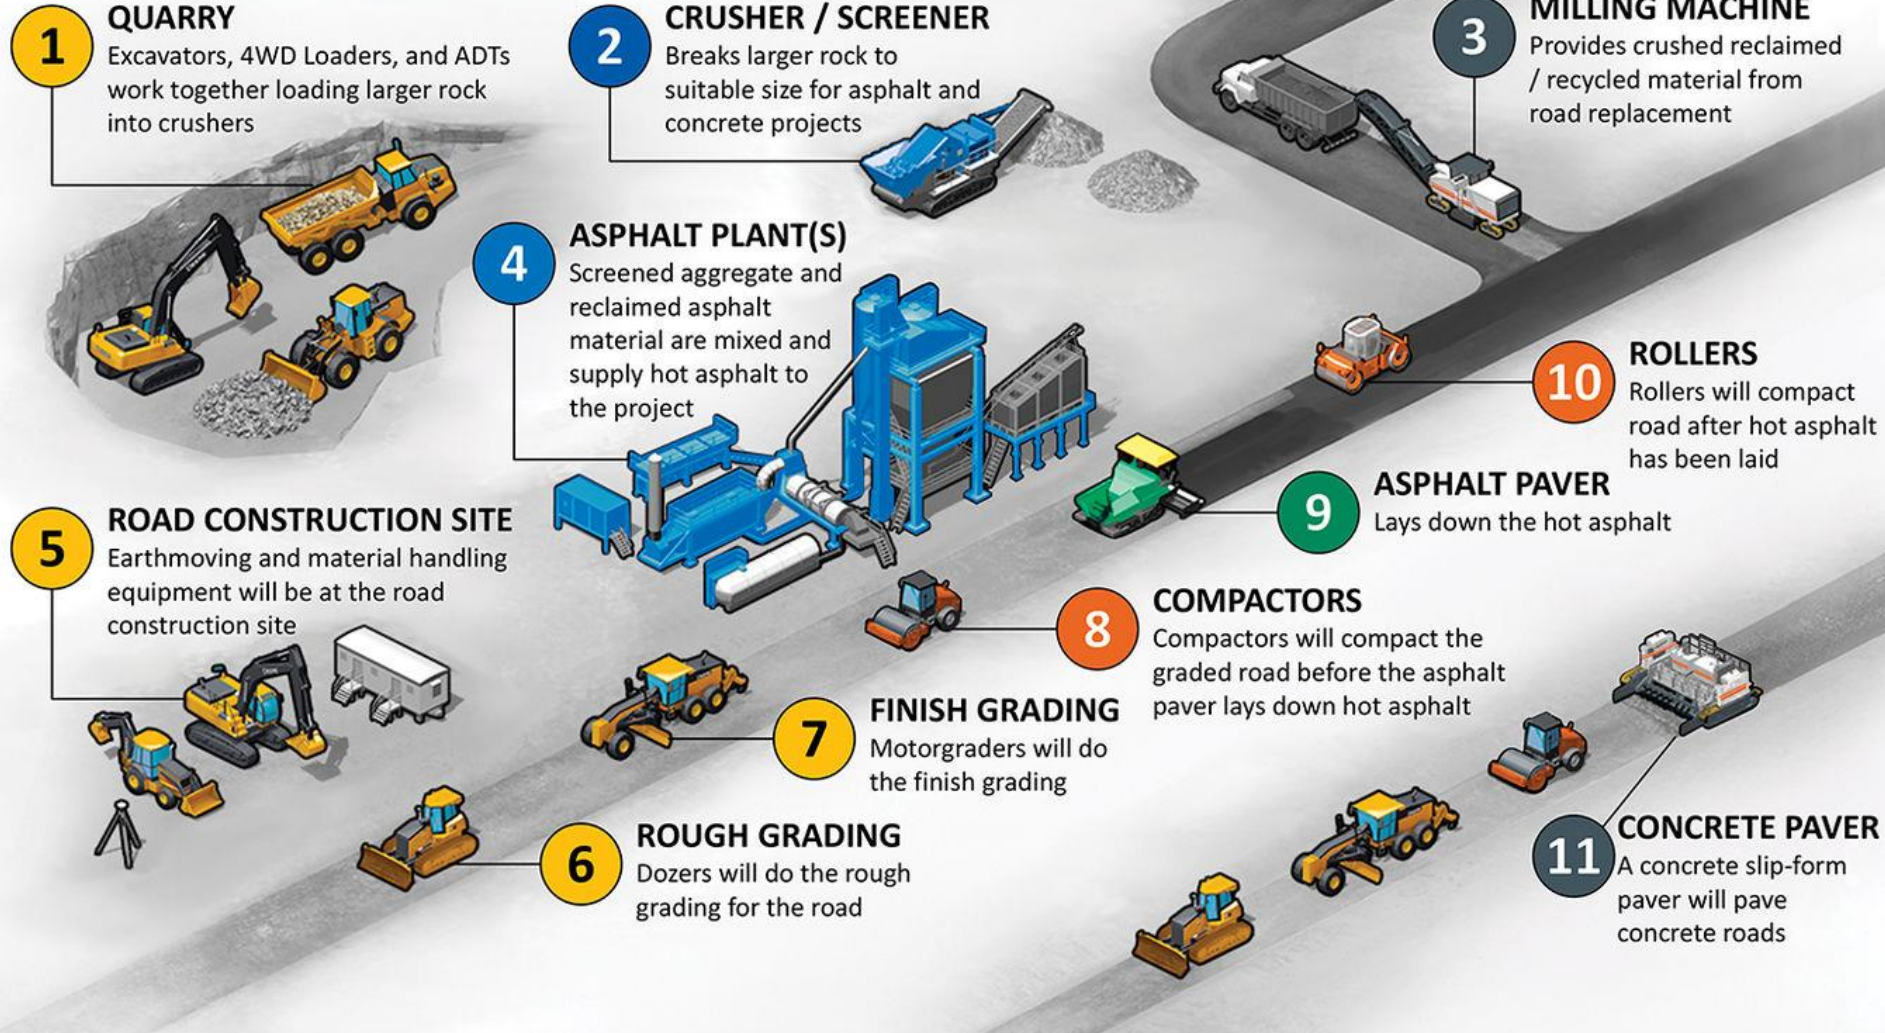 1
QUARRY
Excavators, 4WD Loaders, and ADTs
work together loading larger rock
into crushers
2
CRUSHER / SCREENER
Breaks larger rock to
suitable size for asphalt and
concrete projects
3
MILLING MACHINE
Provides crushed reclaimed
/ recycled material from
road replacement
4
ASPHALT PLANT(S)
Screened aggregate and
reclaimed asphalt
material are mixed and
supply hot asphalt to
the project
5
ROAD CONSTRUCTION SITE
Earthmoving and material handling
equipment will be at the road
construction site
6
ROUGH GRADING
Dozers will do the rough
grading for the road
7
FINISH GRADING
Motorgraders will do
the finish grading
8
COMPACTORS
Compactors will compact the
graded road before the asphalt
paver lays down hot asphalt
9
ASPHALT PAVER
Lays down the hot asphalt
10
ROLLERS
Rollers will compact
road after hot asphalt
has been laid
11
CONCRETE PAVER
A concrete slip-form
paver will pave
concrete roads